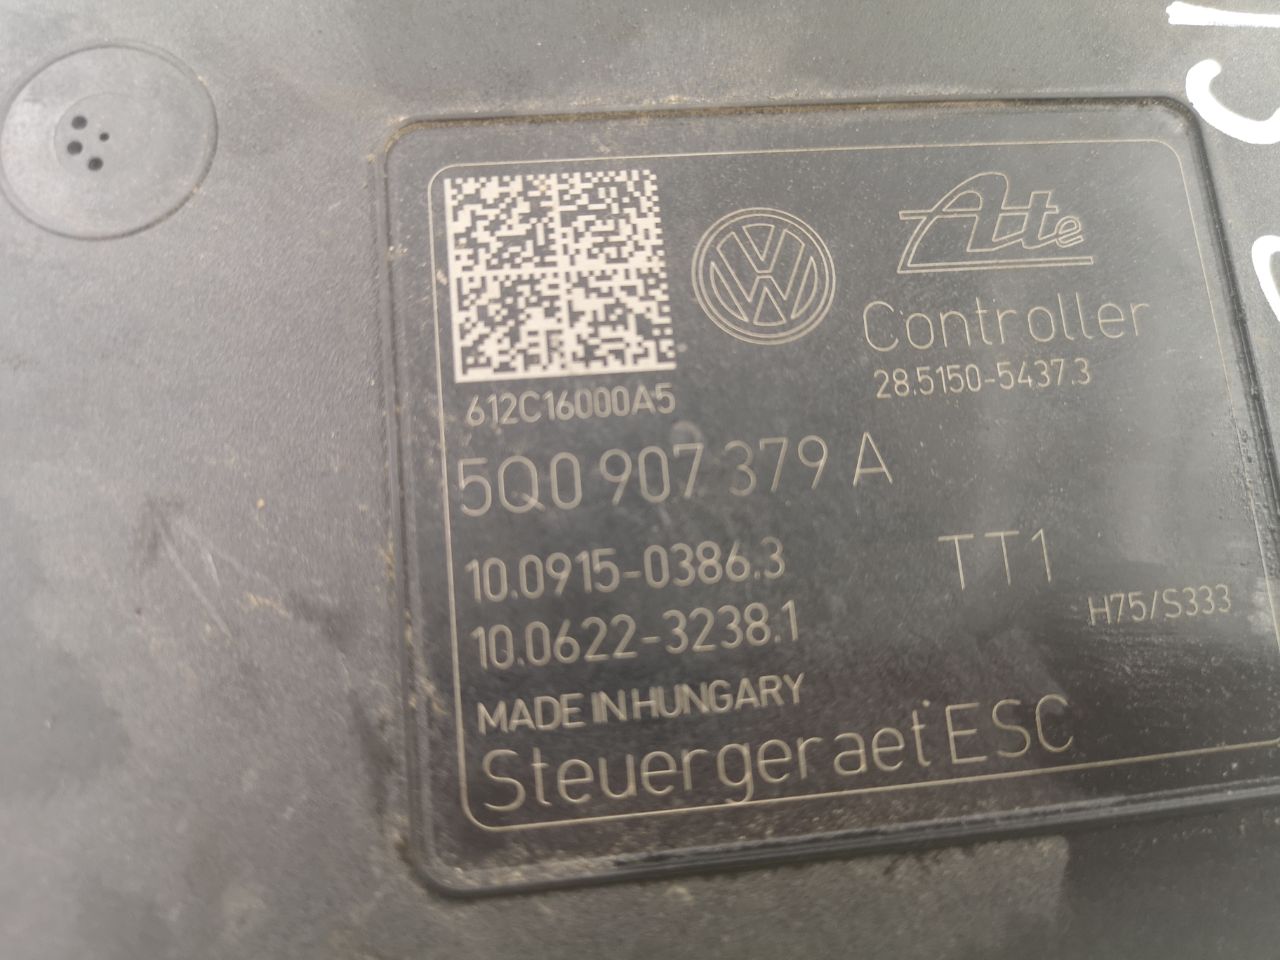 Ate
Controller
28.5150-5437.3
612C16000A5
5Q0 907 379 A
10.0915-0386.3
TT1
10.0622-3238.1
H75/S333
MADE IN HUNGARY
Steuergeraet ESC